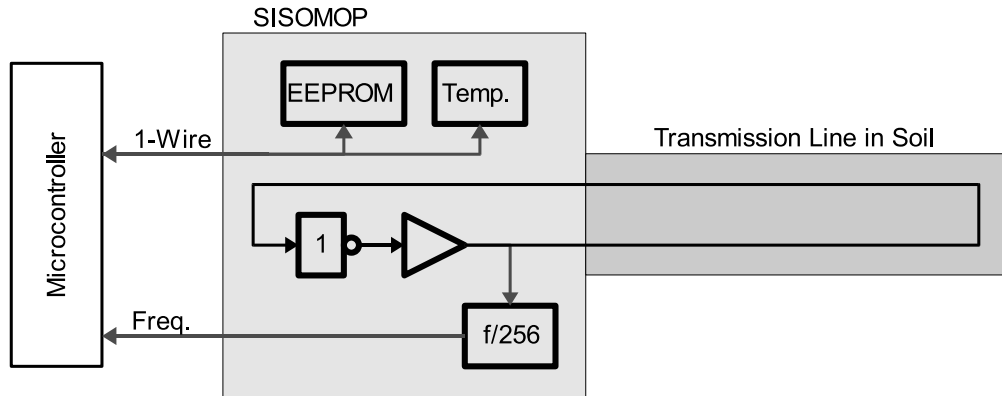 SISOMOP
EEPROM
Temp.
1-Wire
Transmission Line in Soil
Microcontroller
1
Freq.
f/256